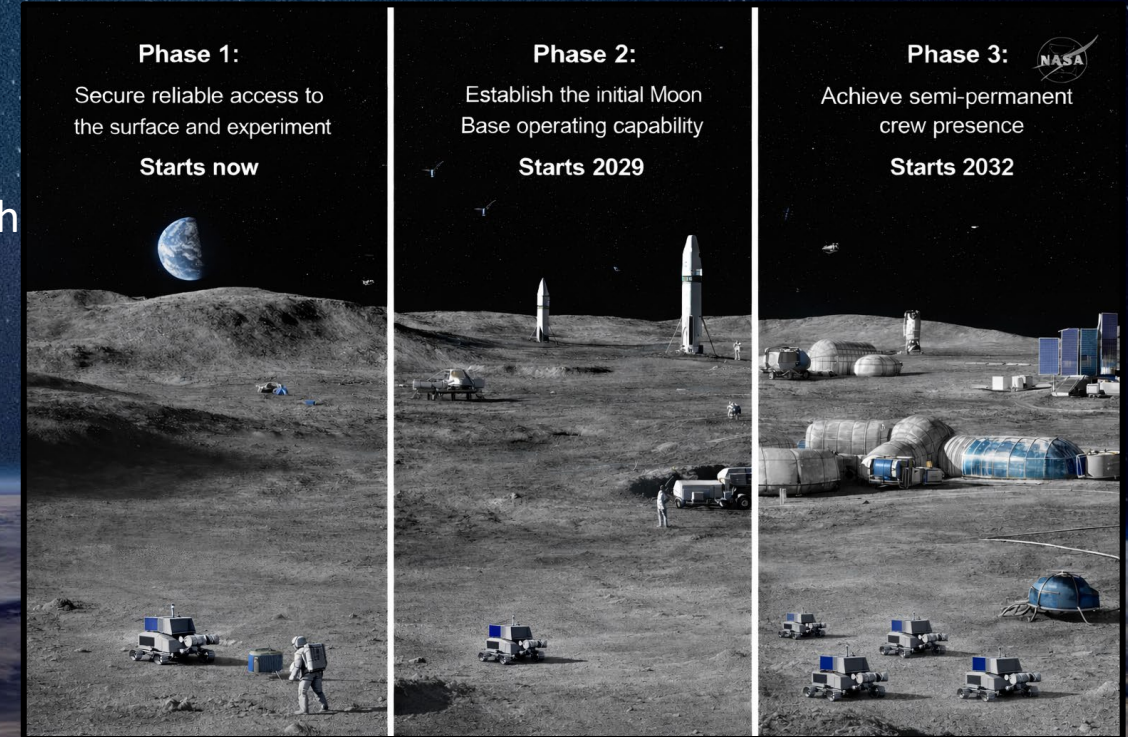 Phase 1:
Secure reliable access to
the surface and experiment
Starts now
Phase 2:
Establish the initial Moon
Base operating capability
Starts 2029
Phase 3:
Achieve semi-permanent
crew presence
Starts 2032
NASA
h